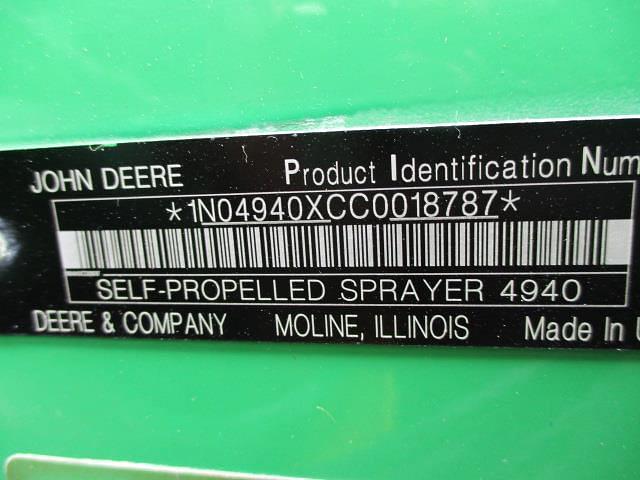 JOHN DEERE Product Identification Num
*1N04940XCC0018787*
SELF-PROPELLED SPRAYER 4940
DEERE & COMPANY MOLINE, ILLINOIS Made In U